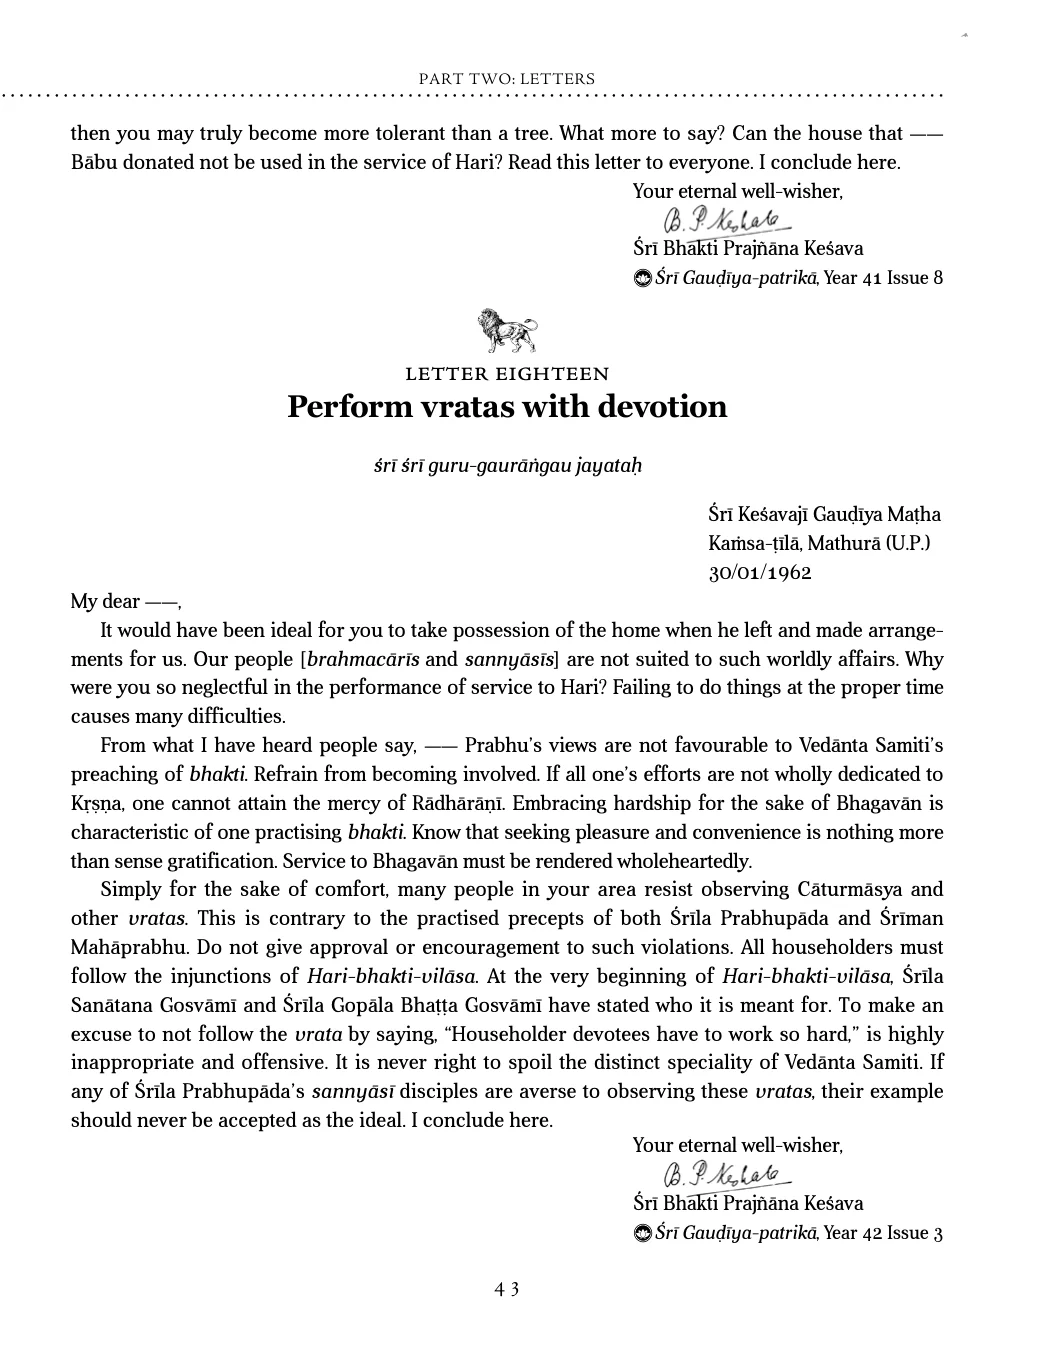 PART TWO: LETTERS
then you may truly become more tolerant than a tree. What more to say? Can the house that ——
Bābu donated not be used in the service of Hari? Read this letter to everyone. I conclude here.
Your eternal well-wisher,
B. P. Keshab
Śrī Bhakti Prajñāna Keśava
Śrī Gauḍīya-patrikā, Year 41 Issue 8
LETTER EIGHTEEN
Perform vratas with devotion
śrī śrī guru-gaurāṅgau jayataḥ
Śrī Keśavajī Gauḍīya Maṭha
Kaṁsa-ṭīlā, Mathurā (U.P.)
30/01/1962
My dear ——,
It would have been ideal for you to take possession of the home when he left and made arrange-
ments for us. Our people [brahmacārīs and sannyāsīs] are not suited to such worldly affairs. Why
were you so neglectful in the performance of service to Hari? Failing to do things at the proper time
causes many difficulties.
From what I have heard people say, —— Prabhu’s views are not favourable to Vedānta Samiti’s
preaching of bhakti. Refrain from becoming involved. If all one’s efforts are not wholly dedicated to
Kṛṣṇa, one cannot attain the mercy of Rādhārāṇī. Embracing hardship for the sake of Bhagavān is
characteristic of one practising bhakti. Know that seeking pleasure and convenience is nothing more
than sense gratification. Service to Bhagavān must be rendered wholeheartedly.
Simply for the sake of comfort, many people in your area resist observing Cāturmāsya and
other vratas. This is contrary to the practised precepts of both Śrīla Prabhupāda and Śrīman
Mahāprabhu. Do not give approval or encouragement to such violations. All householders must
follow the injunctions of Hari-bhakti-vilāsa. At the very beginning of Hari-bhakti-vilāsa, Śrīla
Sanātana Gosvāmī and Śrīla Gopāla Bhaṭṭa Gosvāmī have stated who it is meant for. To make an
excuse to not follow the vrata by saying, “Householder devotees have to work so hard,” is highly
inappropriate and offensive. It is never right to spoil the distinct speciality of Vedānta Samiti. If
any of Śrīla Prabhupāda’s sannyāsī disciples are averse to observing these vratas, their example
should never be accepted as the ideal. I conclude here.
Your eternal well-wisher,
B. P. Keshab
Śrī Bhakti Prajñāna Keśava
Śrī Gauḍīya-patrikā, Year 42 Issue 3
43